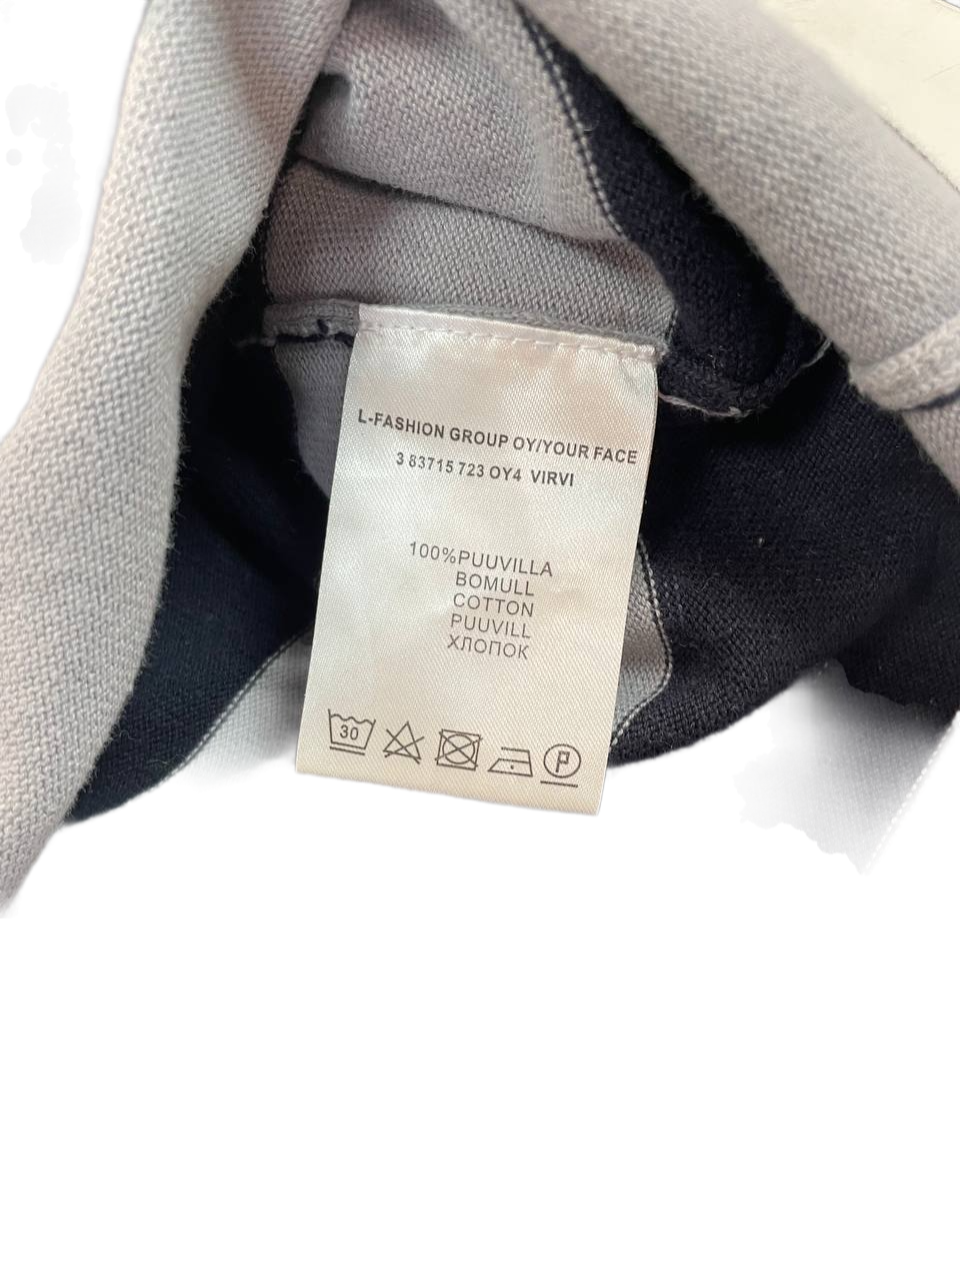 L-FASHION GROUP OY/YOUR FACE
3 83715 723 OY4 VIRVI
100%PUUVILLA
BOMULL
COTTON
PUUVILL
ХЛОПОК
30
P